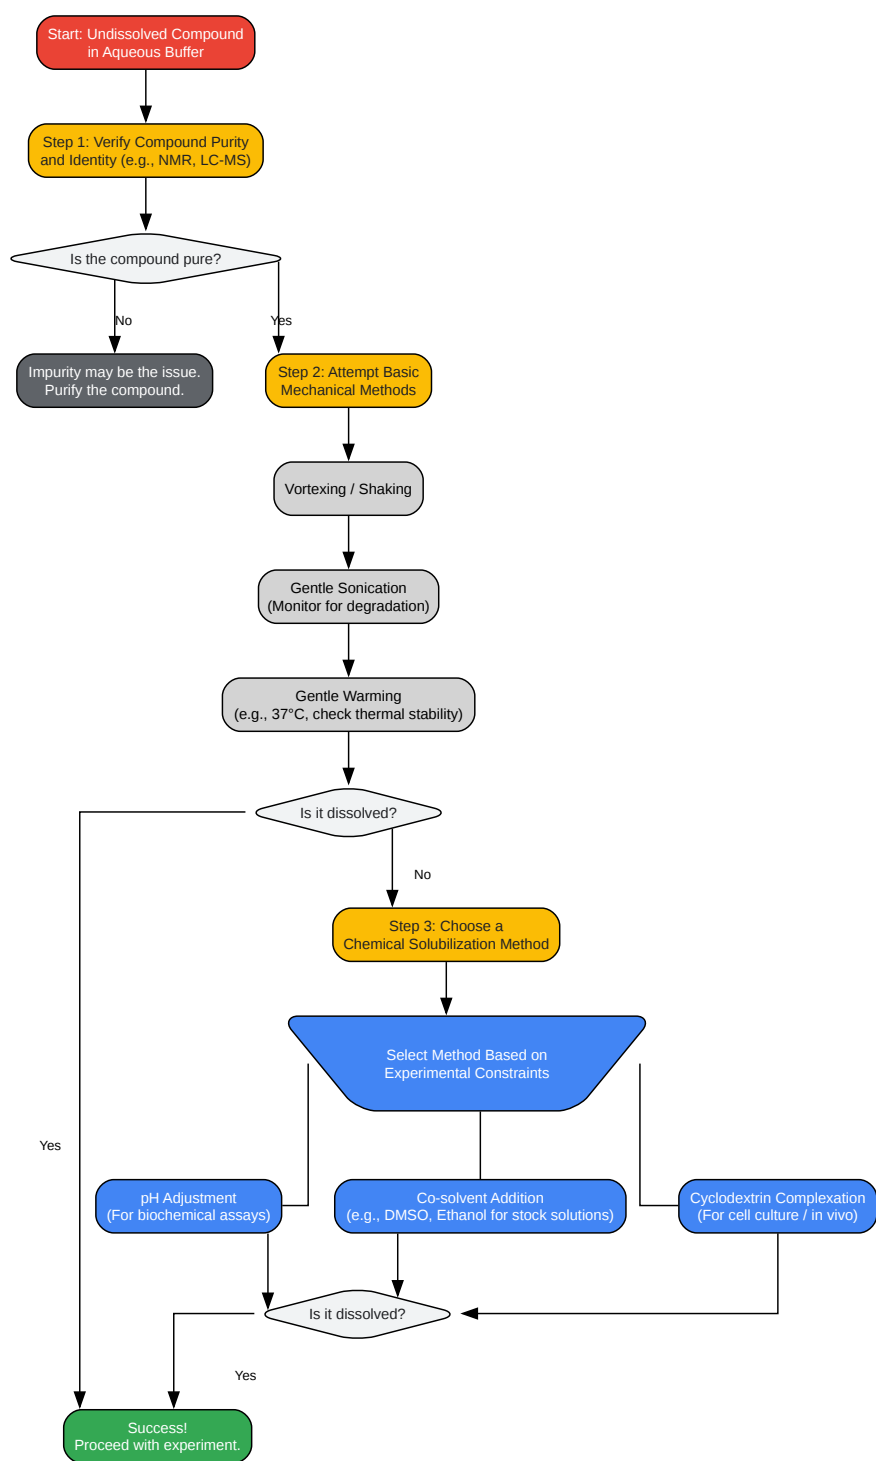 Start: Undissolved Compound
in Aqueous Buffer
Step 1: Verify Compound Purity
and Identity (e.g., NMR, LC-MS)
Is the compound pure?
No
Yes
Impurity may be the issue.
Purify the compound.
Step 2: Attempt Basic
Mechanical Methods
Vortexing / Shaking
Gentle Sonication
(Monitor for degradation)
Gentle Warming
(e.g., 37°C, check thermal stability)
Is it dissolved?
No
Step 3: Choose a
Chemical Solubilization Method
Select Method Based on
Experimental Constraints
Yes
pH Adjustment
(For biochemical assays)
Co-solvent Addition
(e.g., DMSO, Ethanol for stock solutions)
Cyclodextrin Complexation
(For cell culture / in vivo)
Is it dissolved?
Yes
Success!
Proceed with experiment.